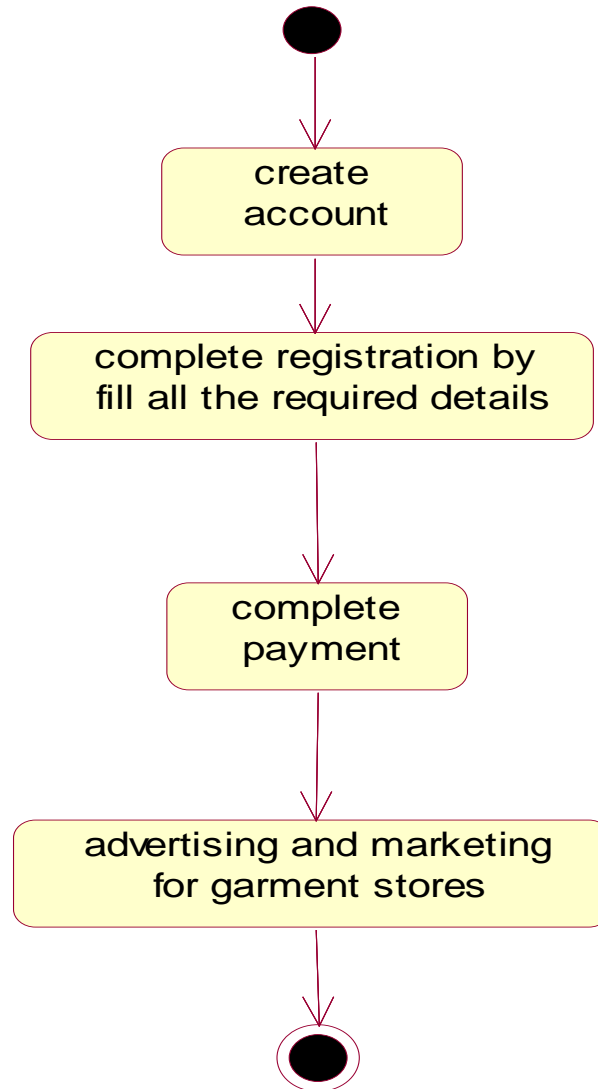 create
account
complete registration by
fill all the required details
complete
payment
advertising and marketing
for garment stores